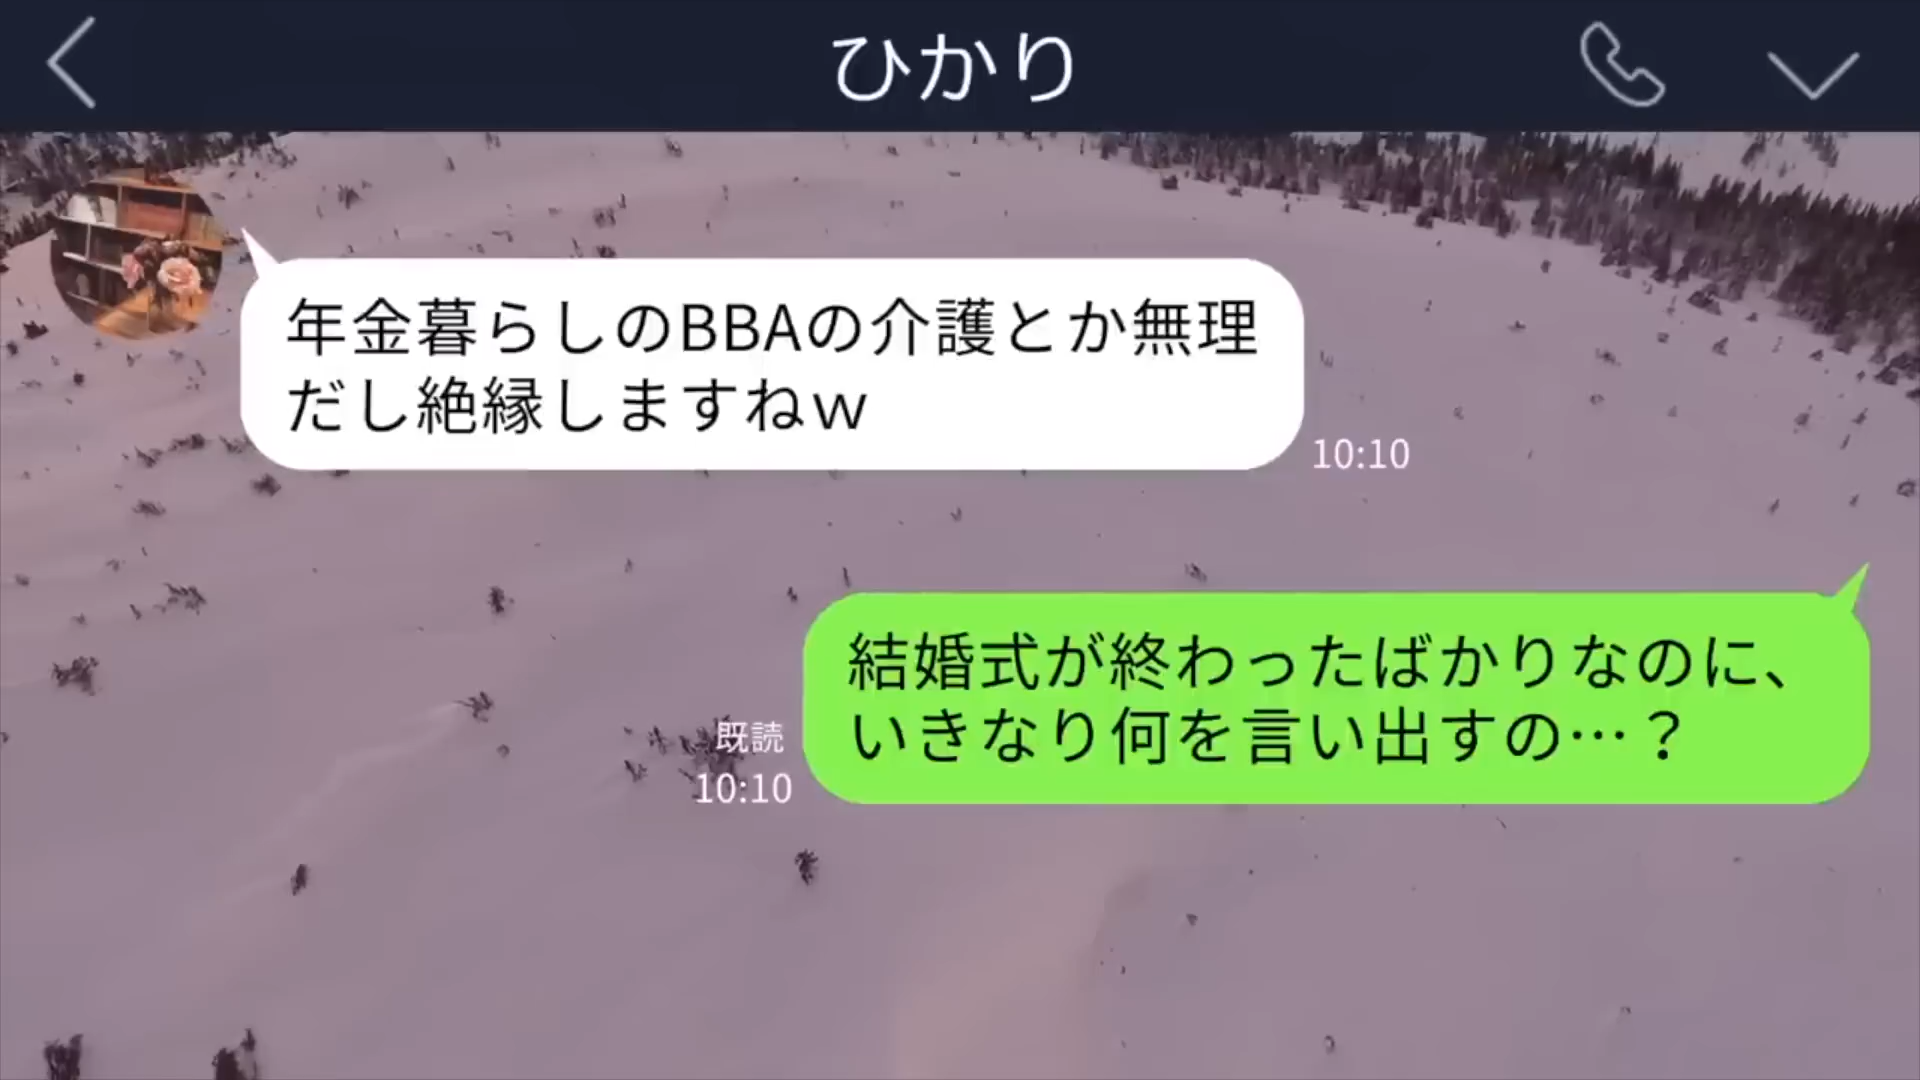 ひかり
年金暮らしのBBAの介護とか無理
だし絶縁しますねｗ
10:10
結婚式が終わったばかりなのに、
いきなり何を言い出すの…？
既読
10:10